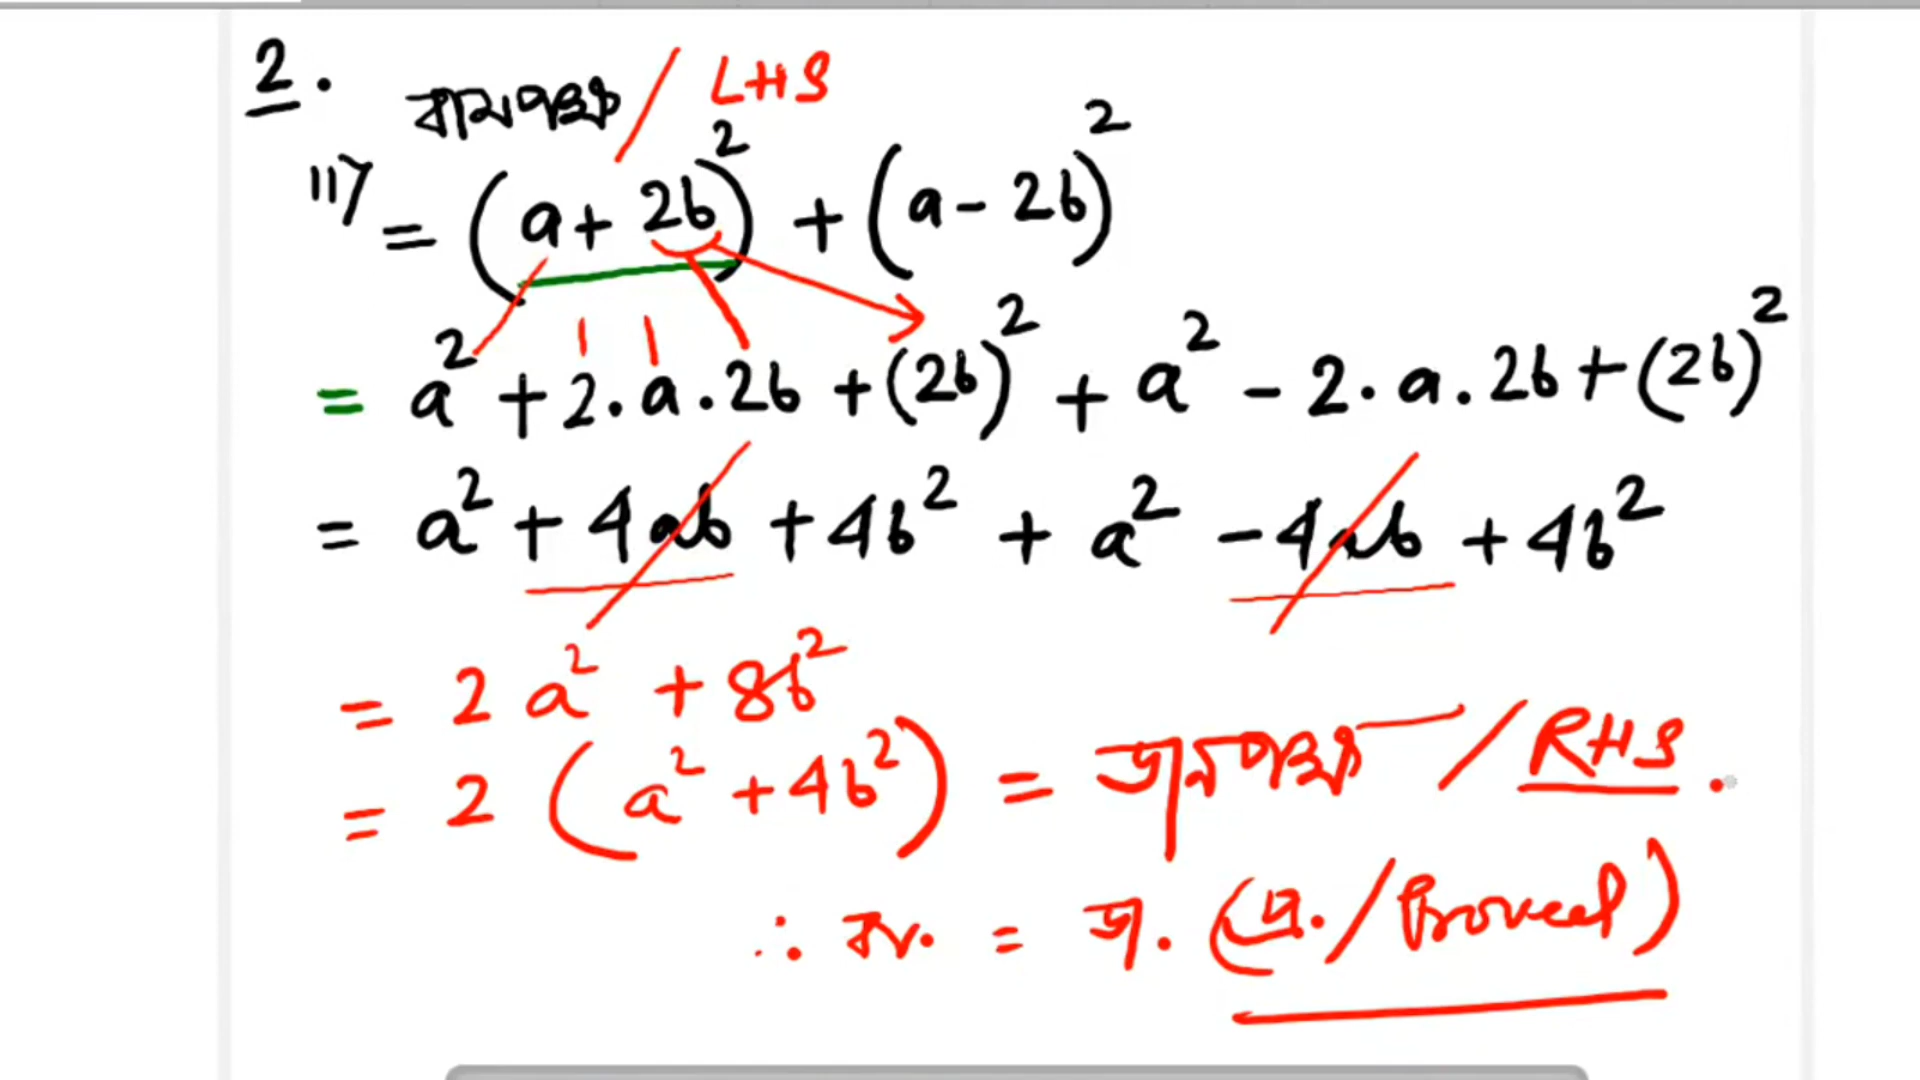 2. বামপক্ষ / LHS
ii) = (a + 2b)² + (a - 2b)²
= a² + 2.a.2b + (2b)² + a² - 2.a.2b + (2b)²
= a² + 4ab + 4b² + a² - 4ab + 4b²
= 2a² + 8b²
= 2(a² + 4b²) = ডানপক্ষ / RHS.
∴ বা. = ডা. (প্র./Proved)